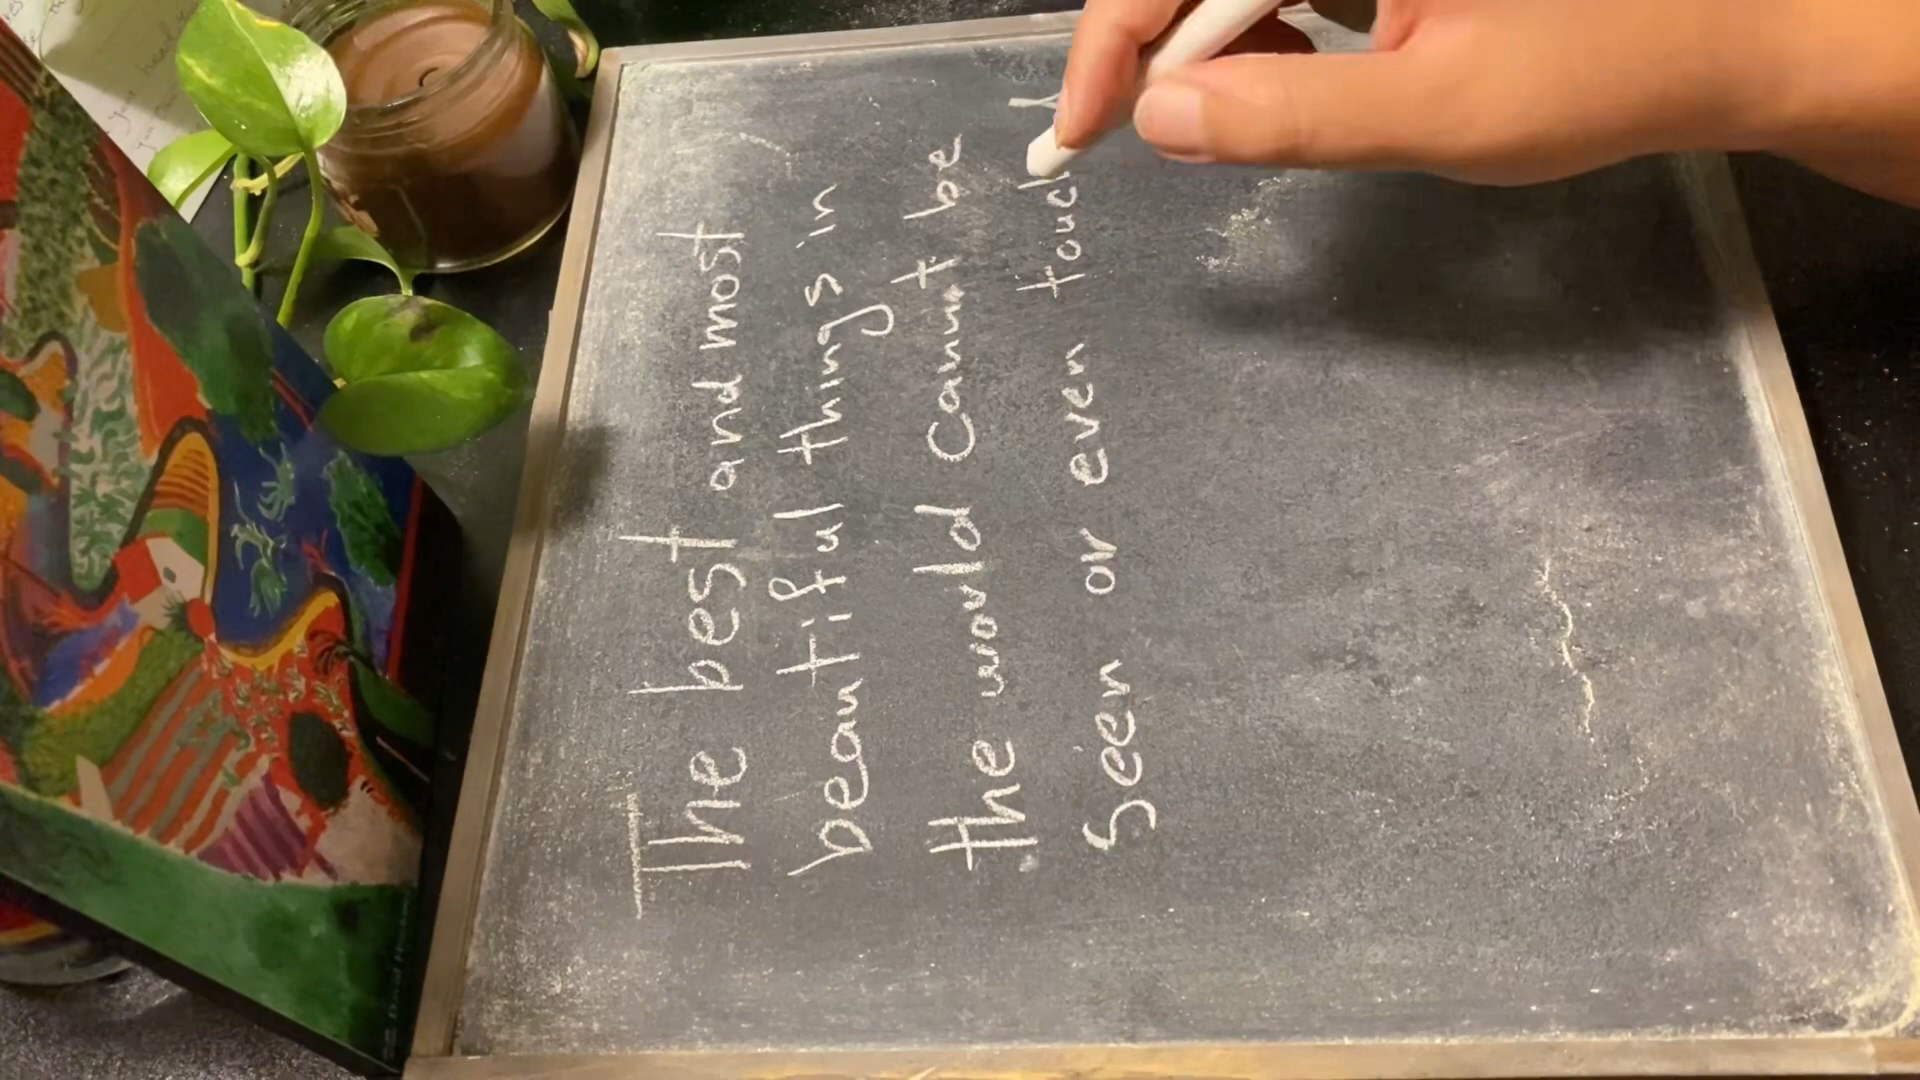 The best and most
beautiful things in
the world cannot be
seen or even touch